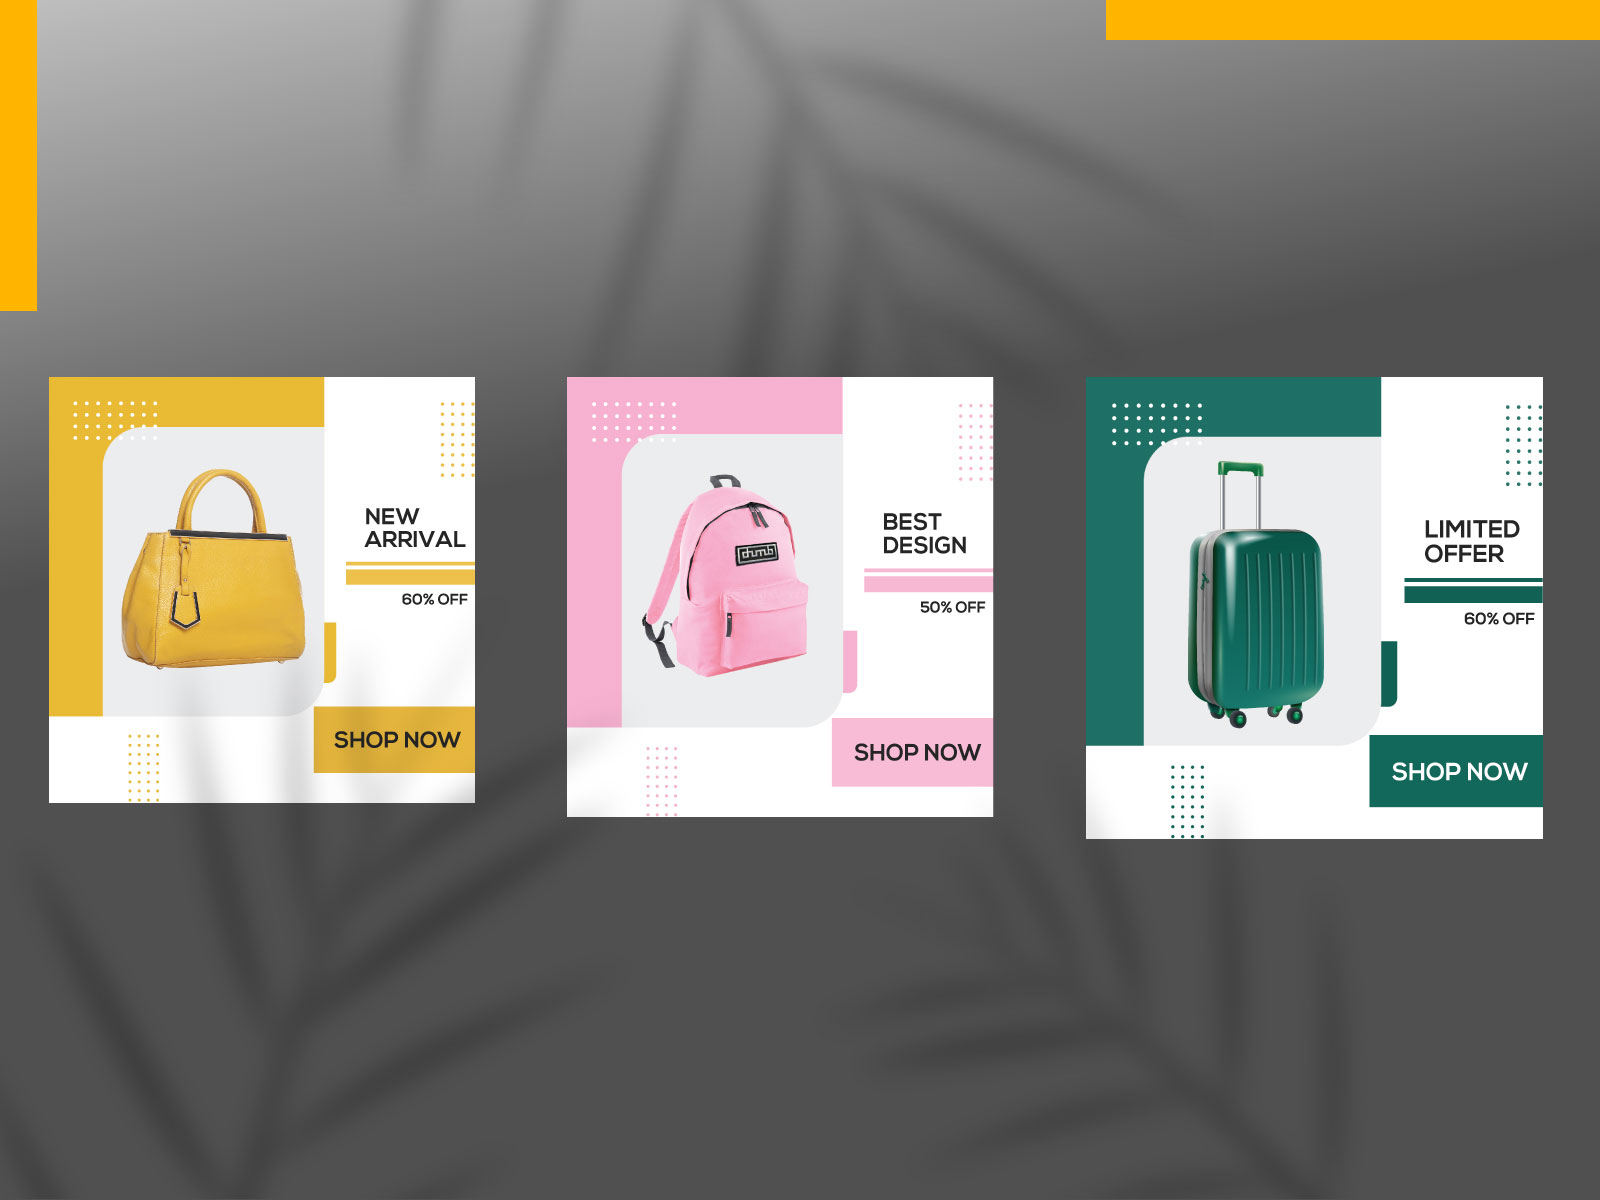 NEW
ARRIVAL
60% OFF
SHOP NOW
dumb
BEST
DESIGN
50% OFF
SHOP NOW
LIMITED
OFFER
60% OFF
SHOP NOW